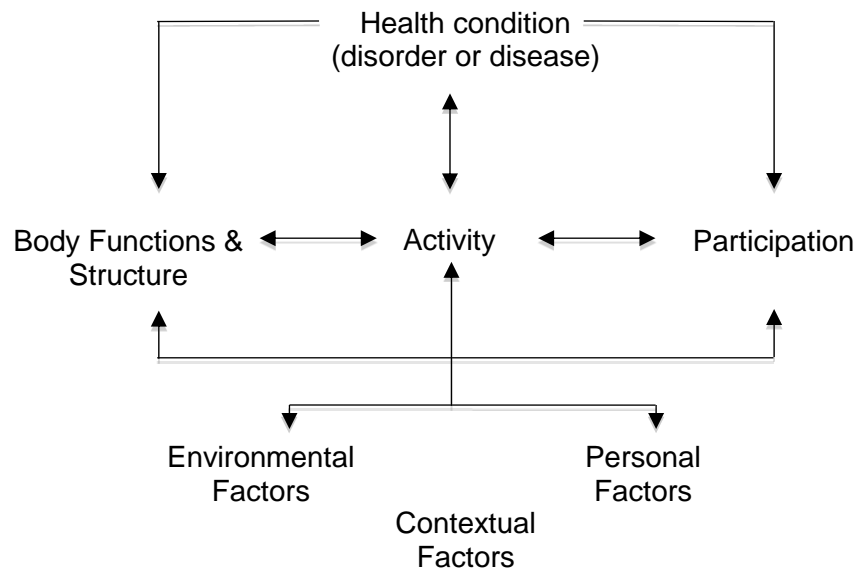 Health condition
(disorder or disease)
Body Functions &
Structure
Activity
Participation
Environmental
Factors
Personal
Factors
Contextual
Factors